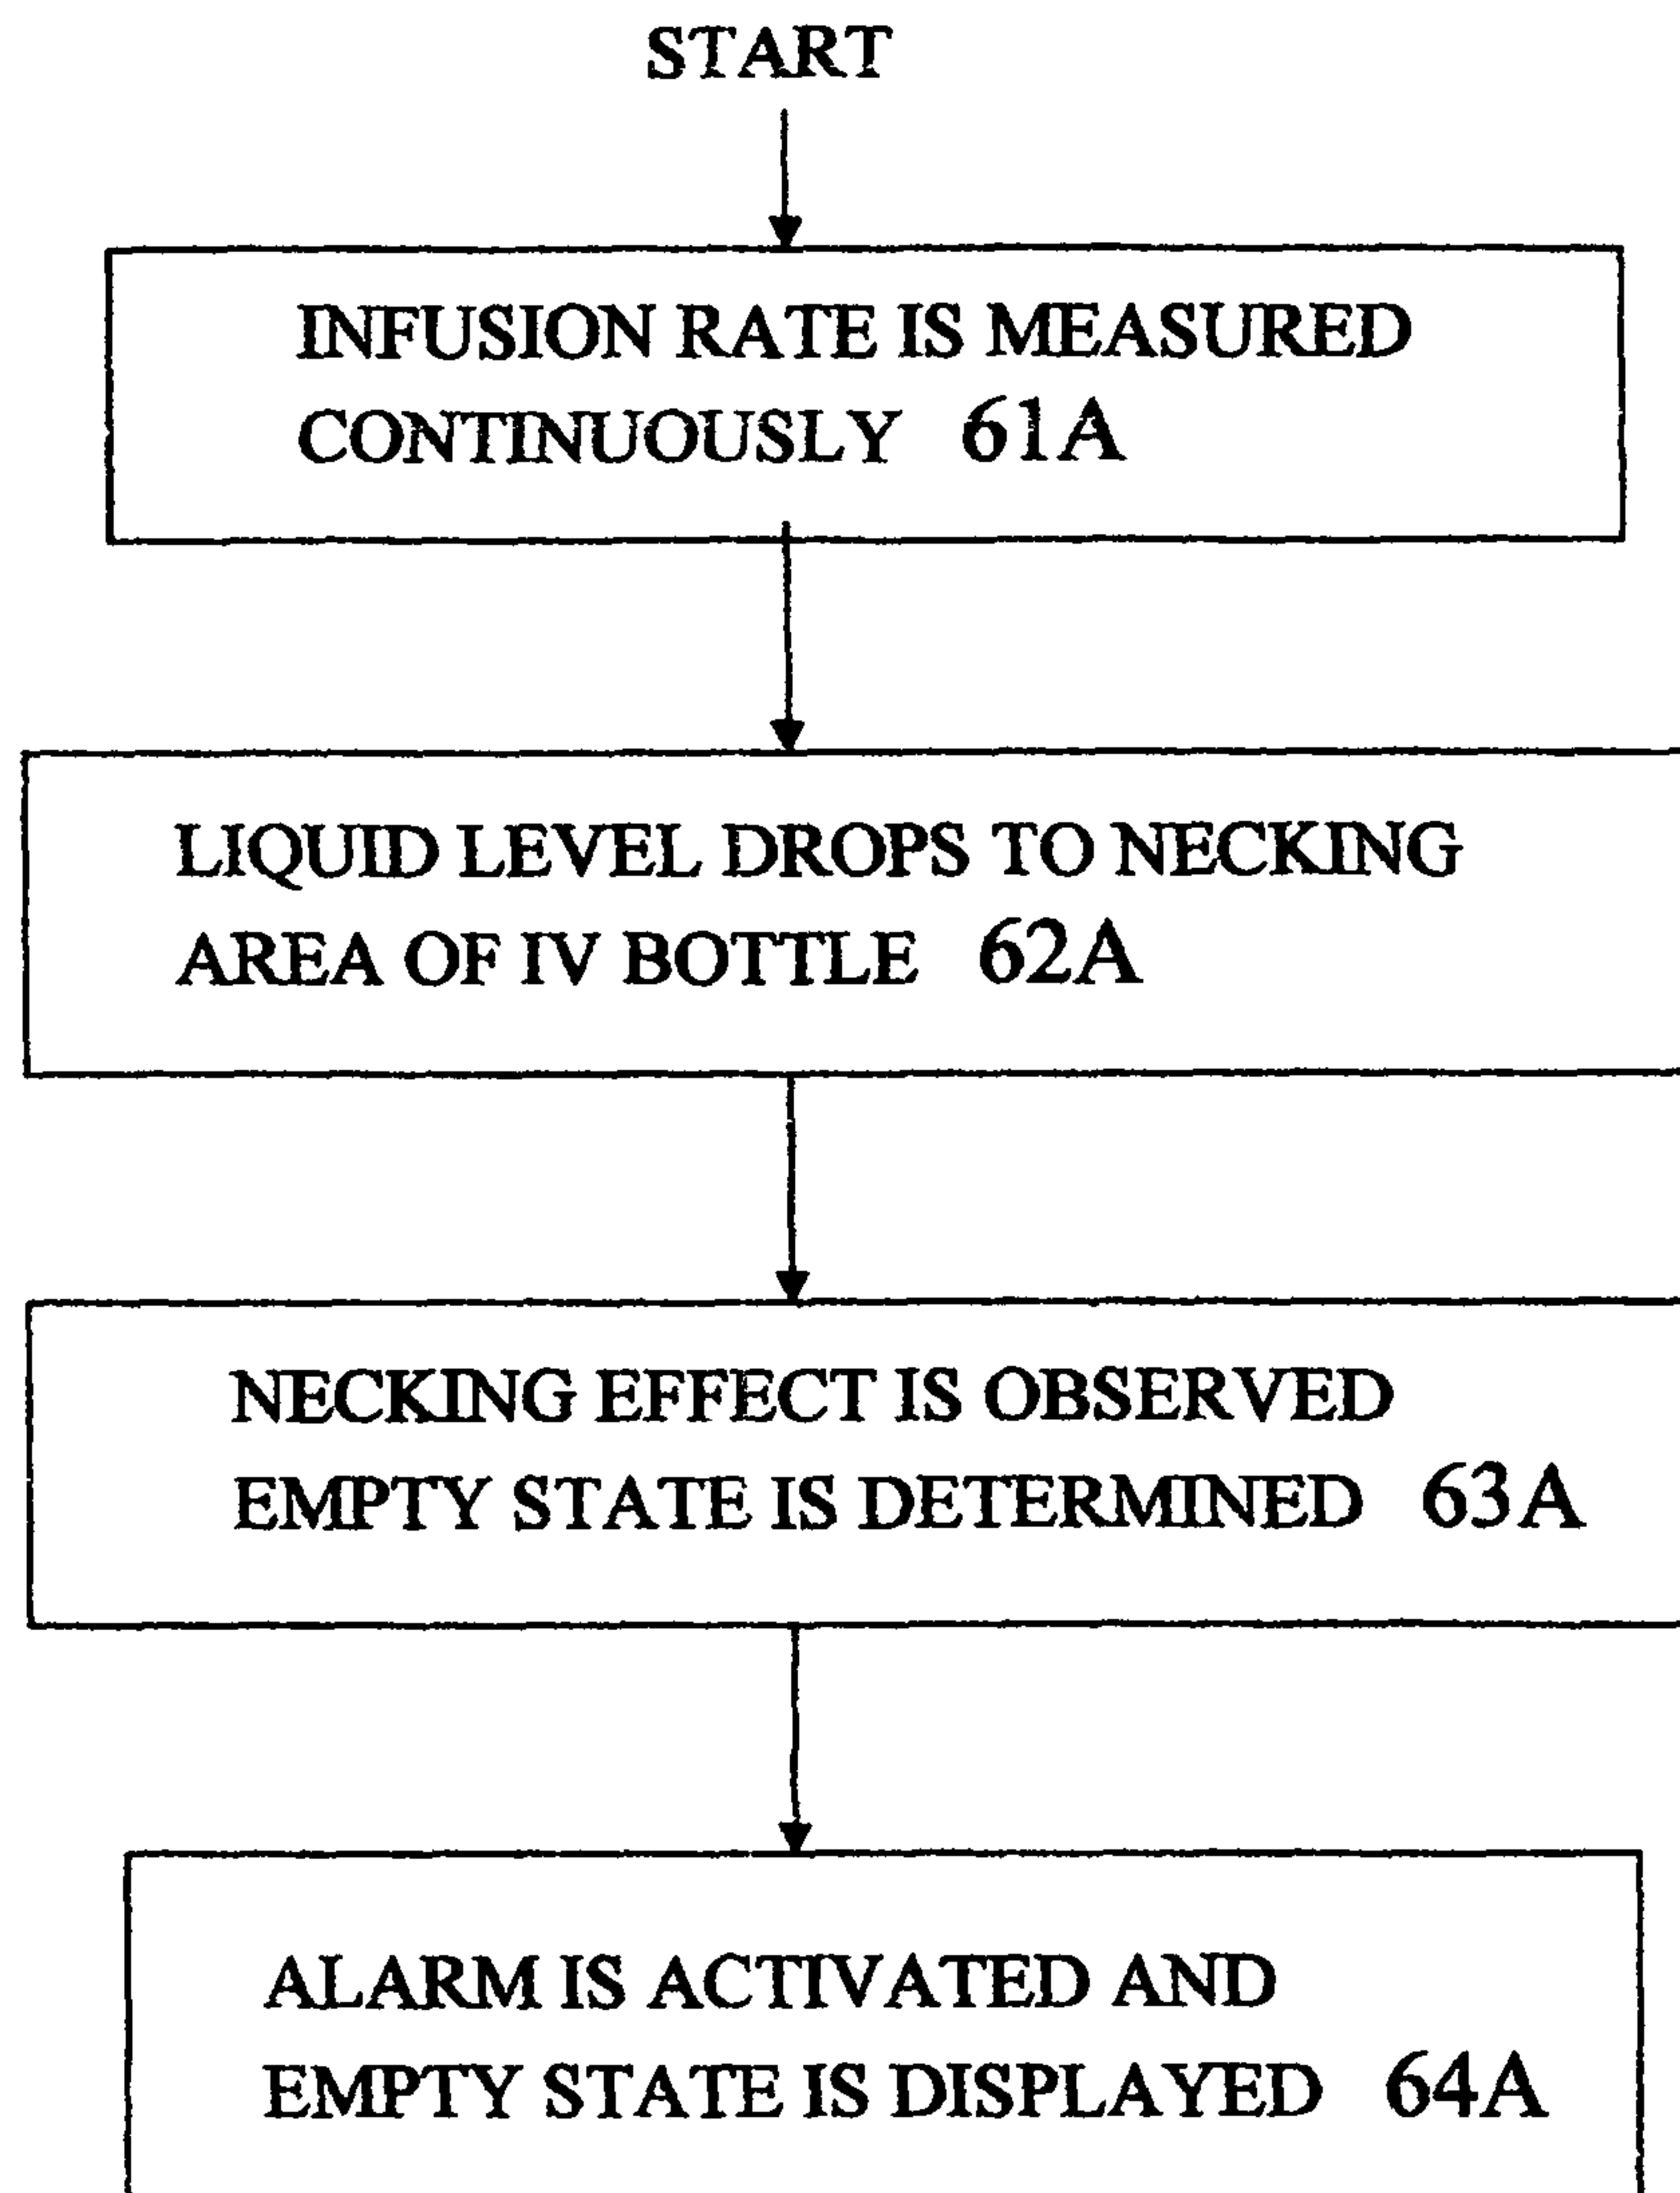 START
INFUSION RATE IS MEASURED
CONTINUOUSLY 61A
LIQUID LEVEL DROPS TO NECKING
AREA OF IV BOTTLE 62A
NECKING EFFECT IS OBSERVED
EMPTY STATE IS DETERMINED 63A
ALARM IS ACTIVATED AND
EMPTY STATE IS DISPLAYED 64A